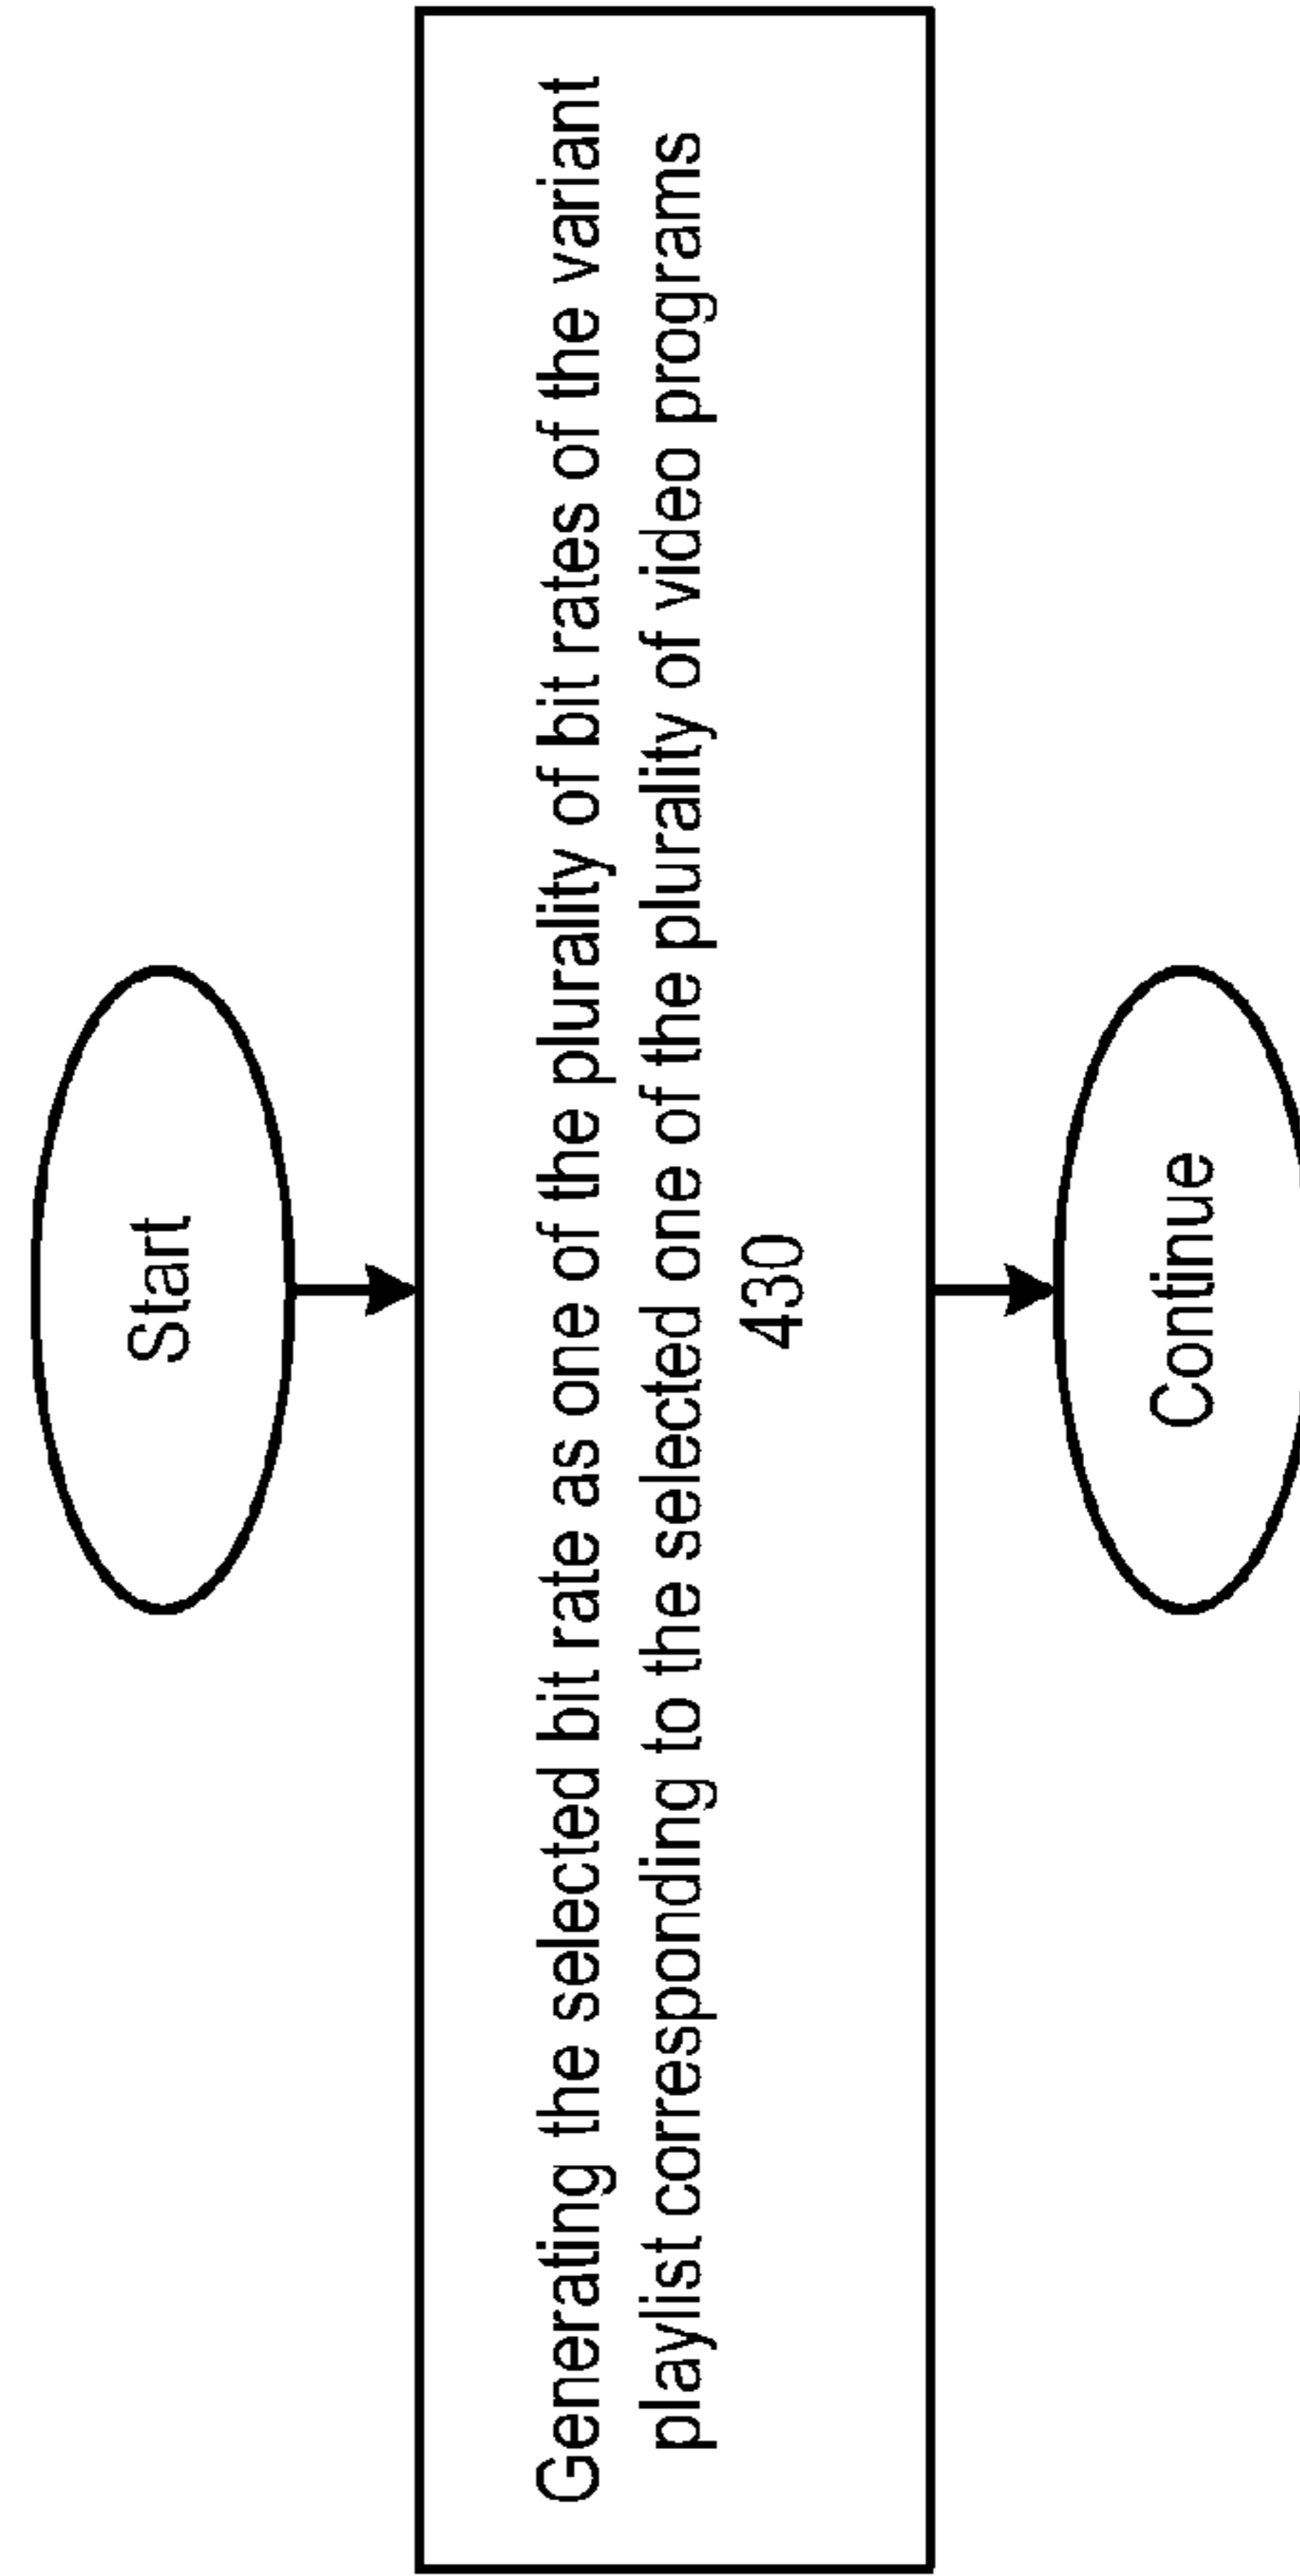 Start
Generating the selected bit rate as one of the plurality of bit rates of the variant
playlist corresponding to the selected one of the plurality of video programs
430
Continue